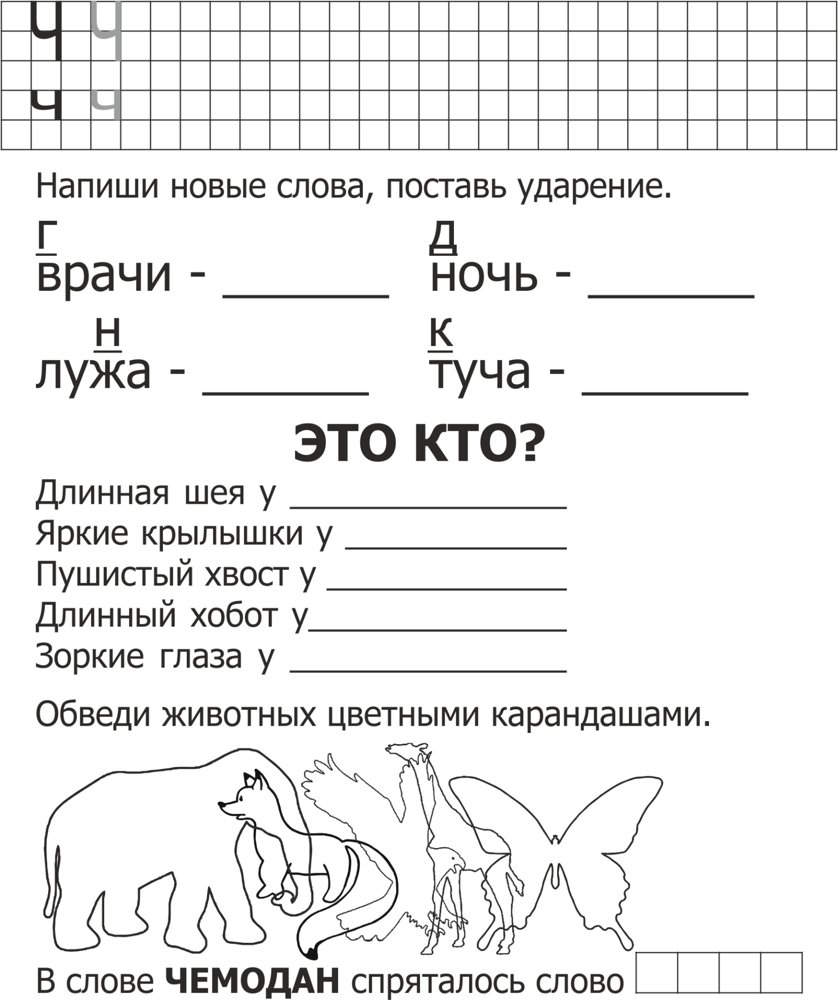 Ч Ч
ч ч
Напиши новые слова, поставь ударение.
г д
врачи - ночь -
н к
лужа - туча -
ЭТО КТО?
Длинная шея у
Яркие крылышки у
Пушистый хвост у
Длинный хобот у
Зоркие глаза у
Обведи животных цветными карандашами.
В слове ЧЕМОДАН спряталось слово